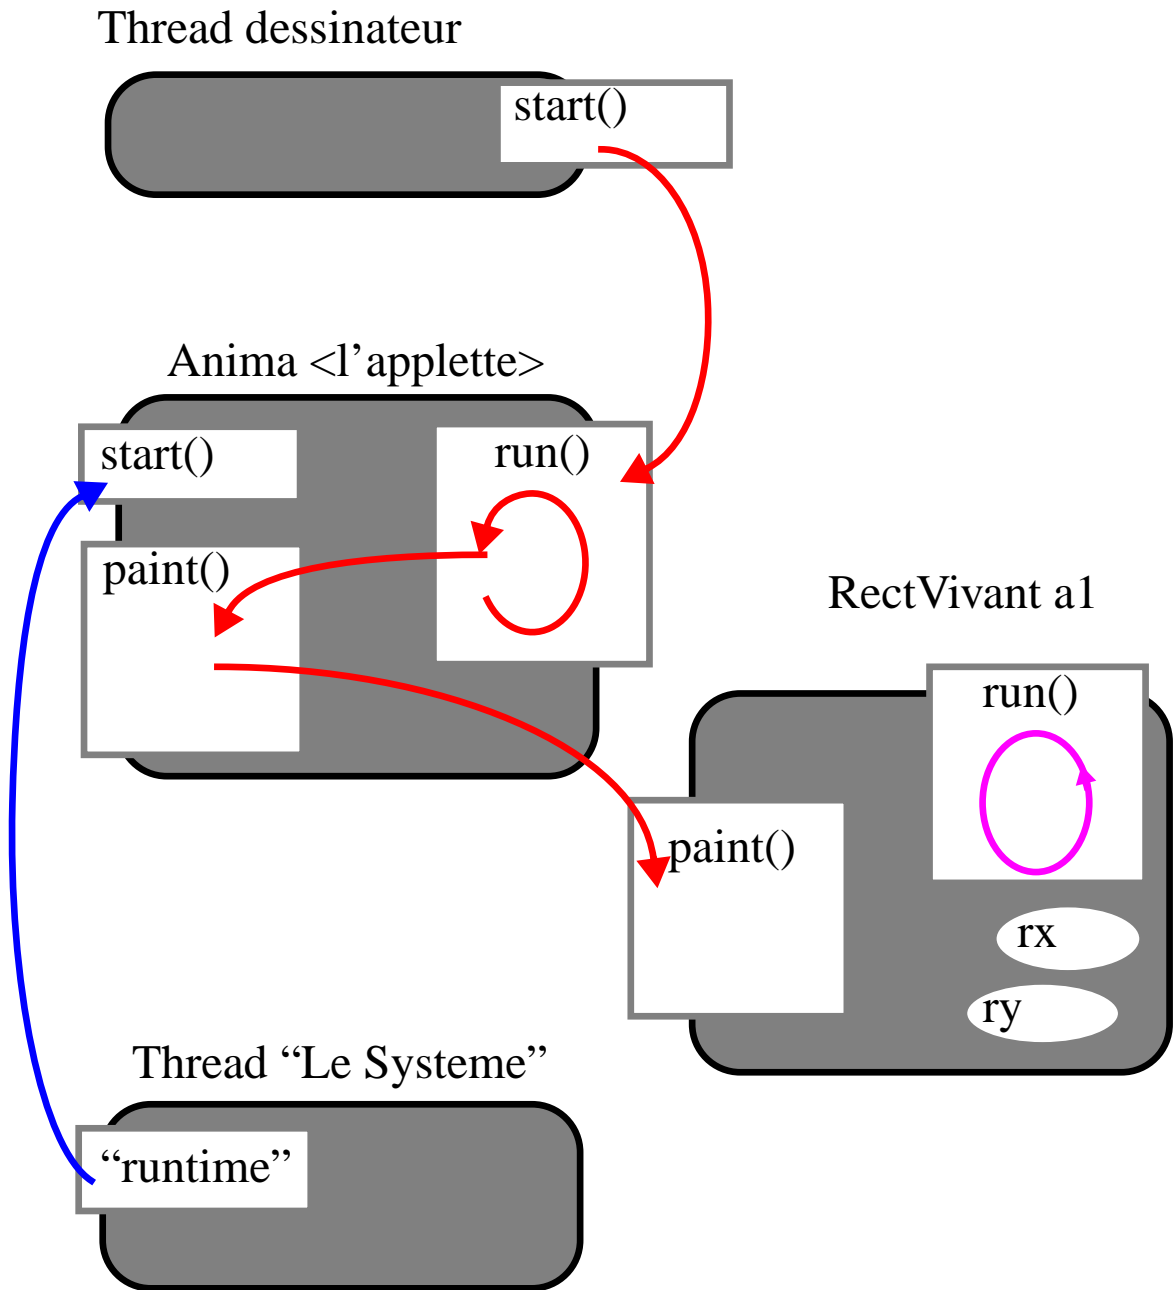 Thread dessinateur
start()
Anima <l’applette>
start()
run()
paint()
RectVivant a1
run()
paint()
rx
ry
Thread “Le Systeme”
“runtime”